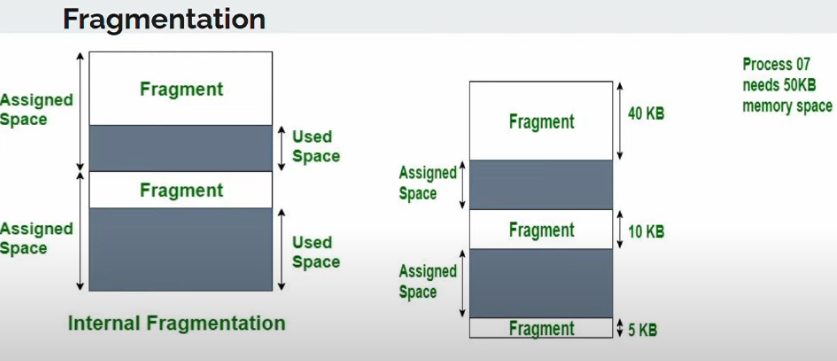 Fragmentation
Assigned
Space
Fragment
Used
Space
Assigned
Space
Fragment
Used
Space
Internal Fragmentation
Fragment
40 KB
Assigned
Space
Fragment
10 KB
Assigned
Space
Fragment
5 KB
Process 07
needs 50KB
memory space